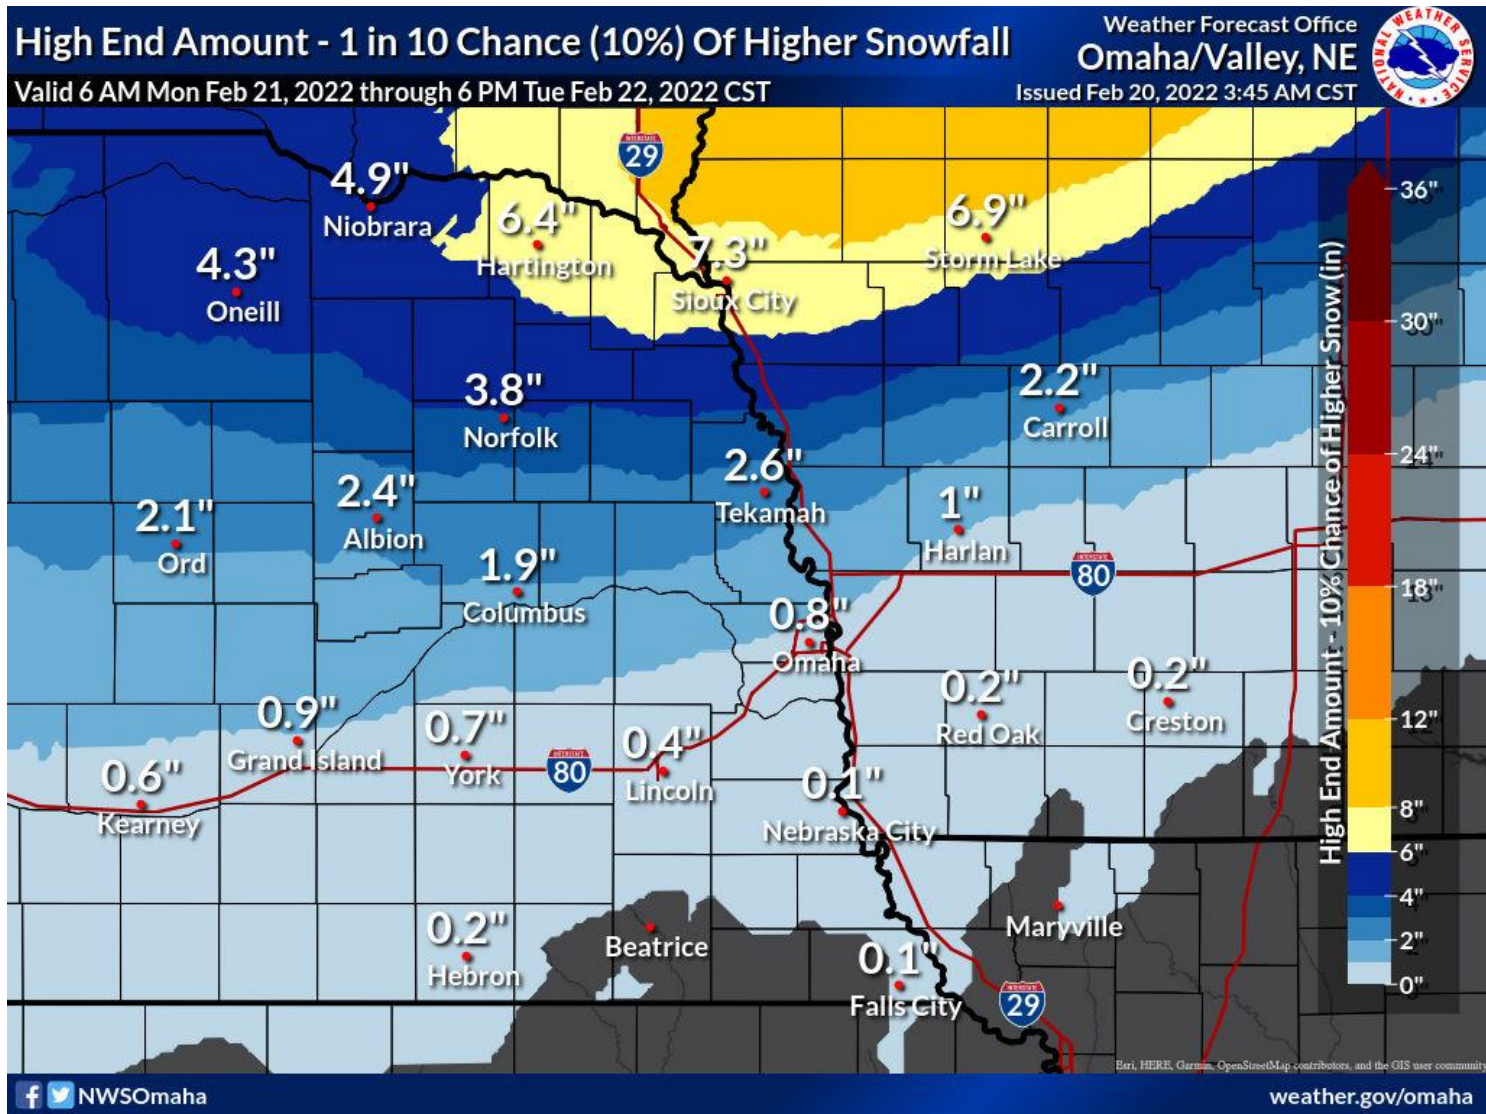 High End Amount - 1 in 10 Chance (10%) Of Higher Snowfall
Valid 6 AM Mon Feb 21, 2022 through 6 PM Tue Feb 22, 2022 CST
Weather Forecast Office
Omaha/Valley, NE
Issued Feb 20, 2022 3:45 AM CST
NATIONAL WEATHER SERVICE
INTERSTATE
29
4.9"
Niobrara
6.4"
Hartington
6.9"
Storm Lake
7.3"
Sioux City
4.3"
Oneill
3.8"
Norfolk
2.2"
Carroll
2.6"
Tekamah
2.4"
Albion
2.1"
Ord
1"
Harlan
1.9"
Columbus
INTERSTATE
80
0.8"
Omaha
0.2"
Red Oak
0.2"
Creston
0.9"
Grand Island
0.7"
York
0.4"
Lincoln
INTERSTATE
80
0.6"
Kearney
0.1"
Nebraska City
Maryville
Beatrice
0.2"
Hebron
0.1"
Falls City
INTERSTATE
29
High End Amount - 10% Chance of Higher Snow (in)
36"
30"
24"
18"
12"
8"
6"
4"
2"
0"
Esri, HERE, Garmin, OpenStreetMap contributors, and the GIS user community
NWSOmaha
weather.gov/omaha